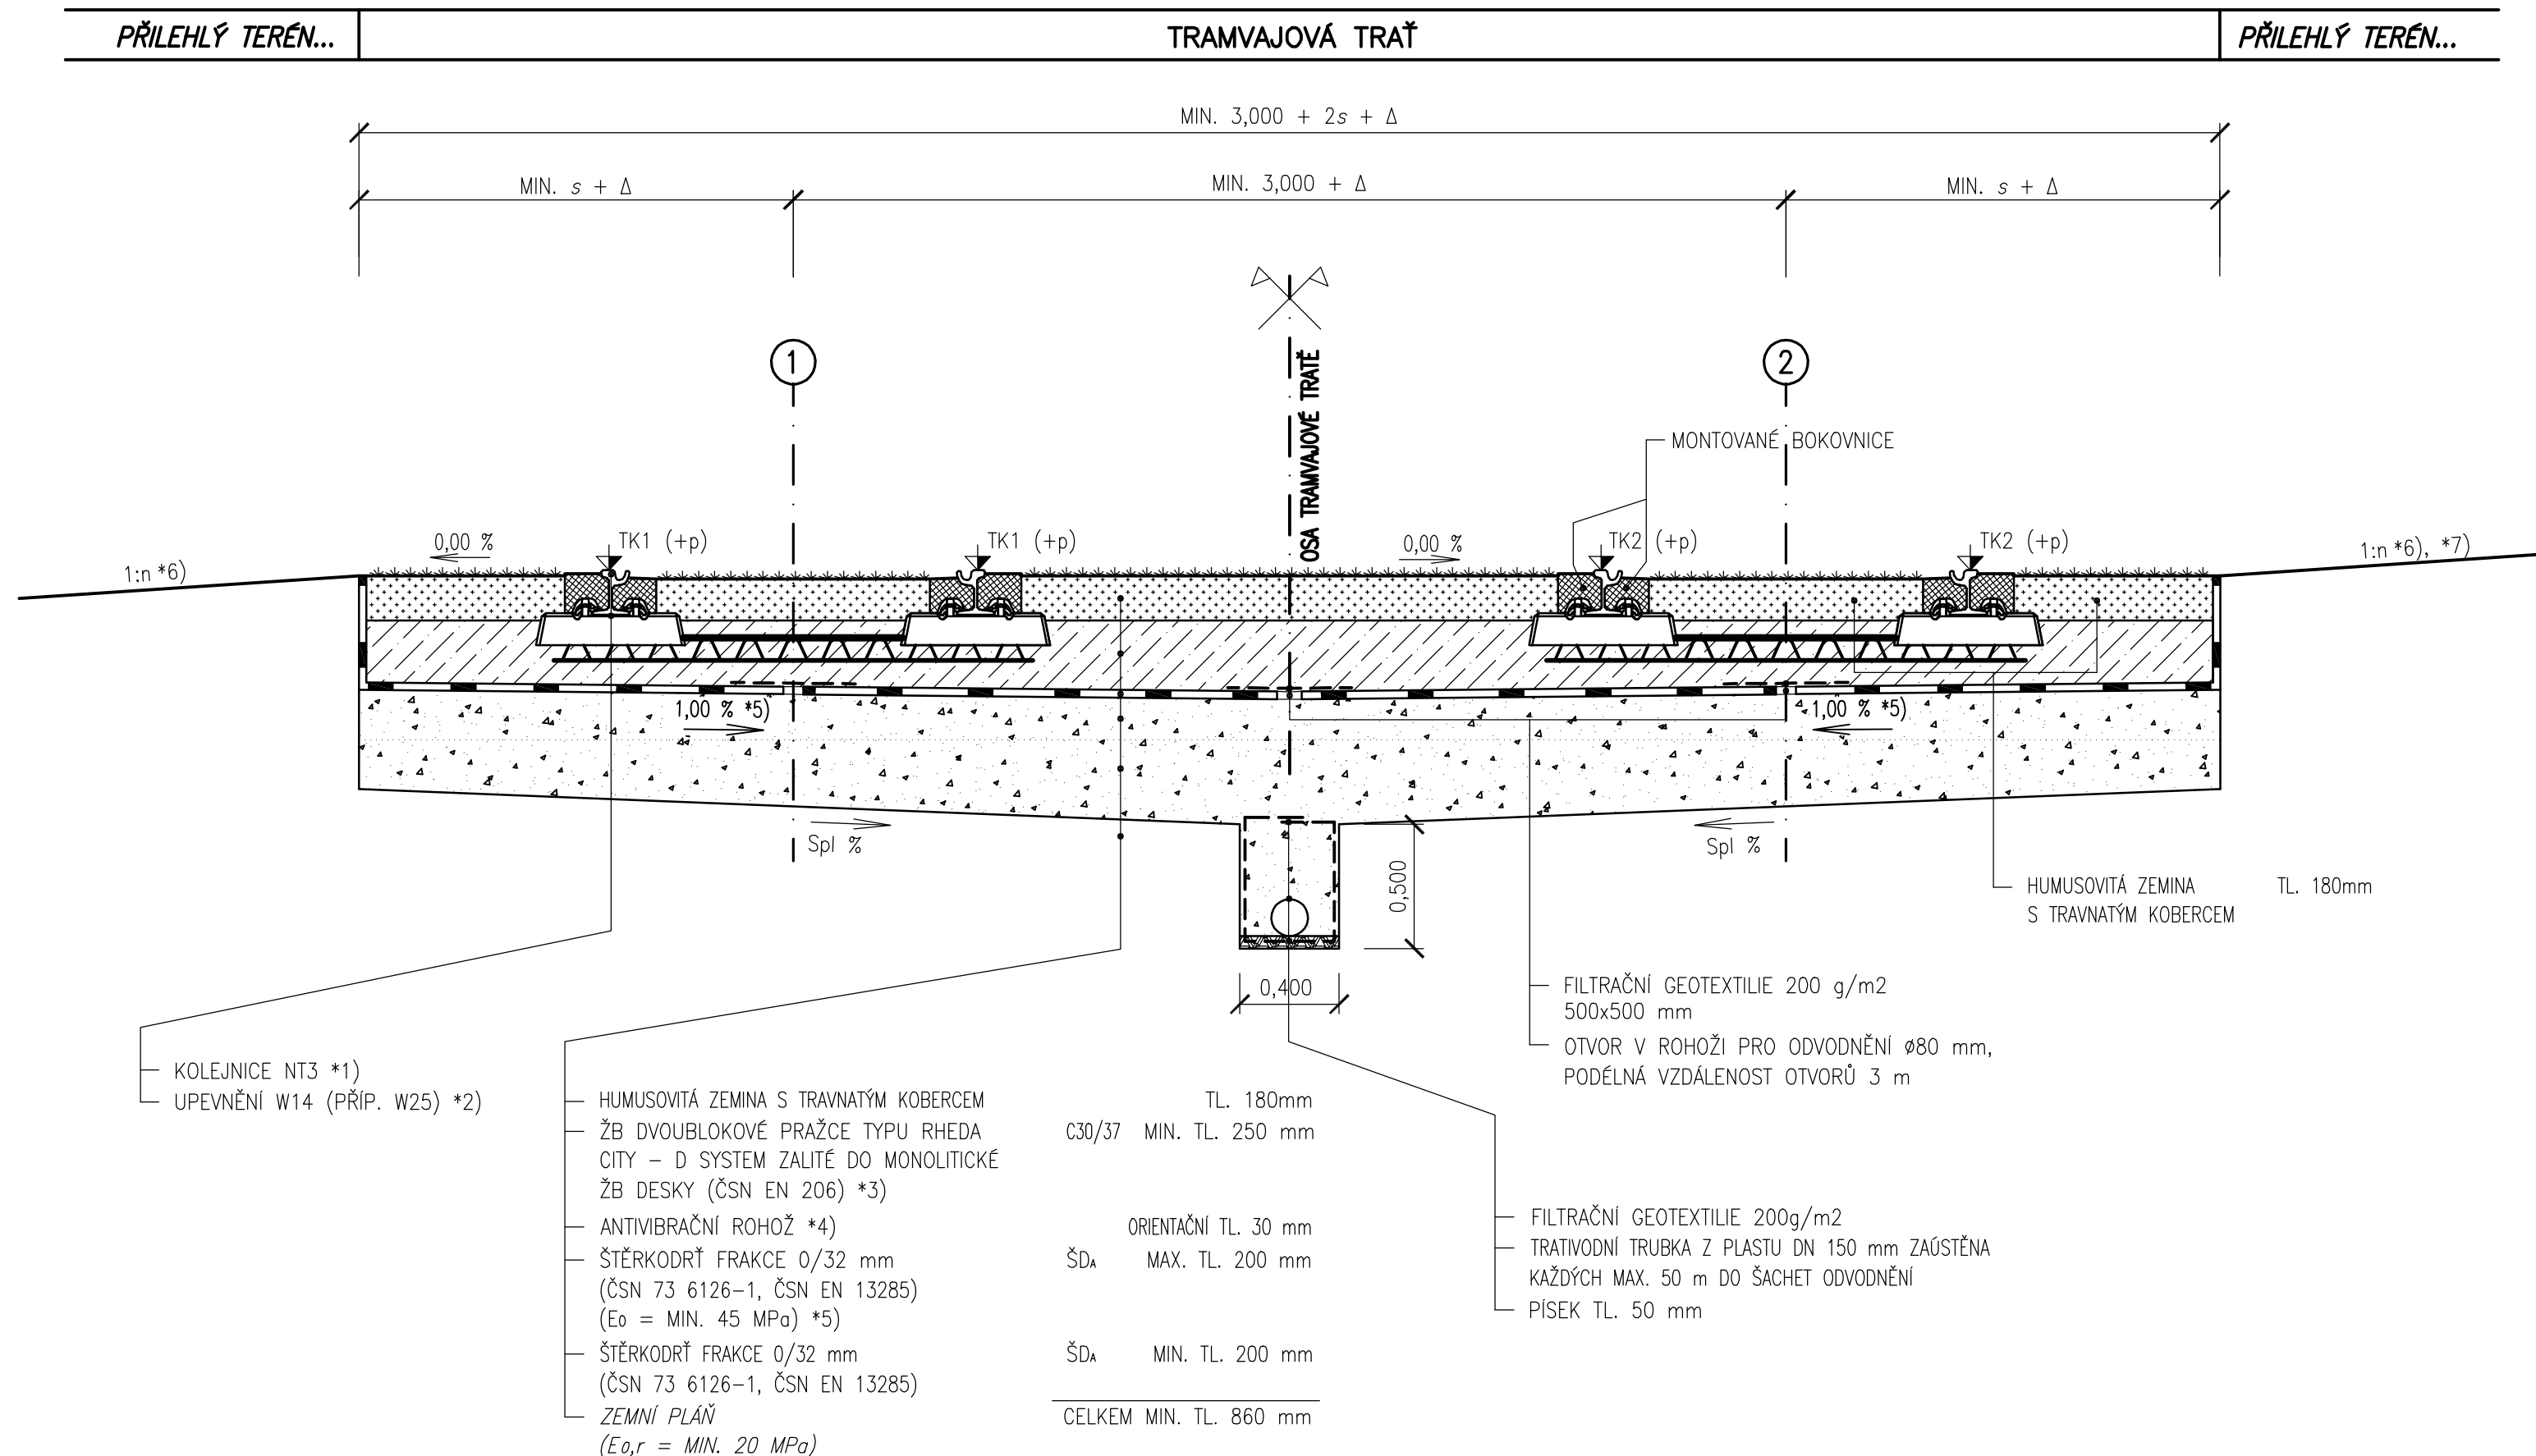 PŘILEHLÝ TERÉN...
TRAMVAJOVÁ TRAŤ
PŘILEHLÝ TERÉN...
MIN. 3,000 + 2s + Δ
MIN. s + Δ
MIN. 3,000 + Δ
MIN. s + Δ
1
2
OSA TRAMVAJOVÉ TRATĚ
MONTOVANÉ BOKOVNICE
0,00 %
TK1 (+p)
TK1 (+p)
0,00 %
TK2 (+p)
TK2 (+p)
1:n *6)
1:n *6), *7)
1,00 % *5)
1,00 % *5)
Spl %
Spl %
0,500
0,400
HUMUSOVITÁ ZEMINA TL. 180mm
S TRAVNATÝM KOBERCEM
FILTRAČNÍ GEOTEXTILIE 200 g/m2
500x500 mm
OTVOR V ROHOŽI PRO ODVODNĚNÍ ø80 mm,
PODÉLNÁ VZDÁLENOST OTVORŮ 3 m
KOLEJNICE NT3 *1)
UPEVNĚNÍ W14 (PŘÍP. W25) *2)
HUMUSOVITÁ ZEMINA S TRAVNATÝM KOBERCEM TL. 180mm
ŽB DVOUBLOKOVÉ PRAŽCE TYPU RHEDA C30/37 MIN. TL. 250 mm
CITY – D SYSTEM ZALITÉ DO MONOLITICKÉ
ŽB DESKY (ČSN EN 206) *3)
ANTIVIBRAČNÍ ROHOŽ *4) ORIENTAČNÍ TL. 30 mm
ŠTĚRKODRŤ FRAKCE 0/32 mm ŠDA MAX. TL. 200 mm
(ČSN 73 6126-1, ČSN EN 13285)
(Eo = MIN. 45 MPa) *5)
ŠTĚRKODRŤ FRAKCE 0/32 mm ŠDA MIN. TL. 200 mm
(ČSN 73 6126-1, ČSN EN 13285)
ZEMNÍ PLÁŇ CELKEM MIN. TL. 860 mm
(Eo,r = MIN. 20 MPa)
FILTRAČNÍ GEOTEXTILIE 200g/m2
TRATIVODNÍ TRUBKA Z PLASTU DN 150 mm ZAÚSTĚNA
KAŽDÝCH MAX. 50 m DO ŠACHET ODVODNĚNÍ
PÍSEK TL. 50 mm